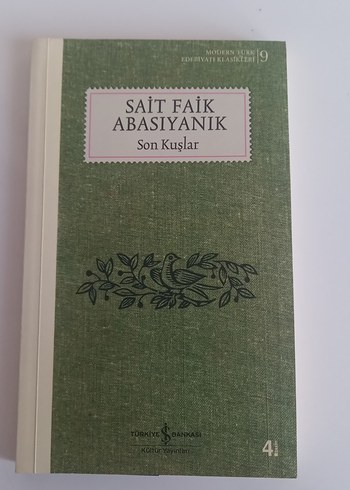 MODERN TÜRK
EDEBİYATI KLASİKLERİ 9
SAİT FAİK
ABASIYANIK
Son Kuşlar
TÜRKİYE İŞ BANKASI
Kültür Yayınları
4